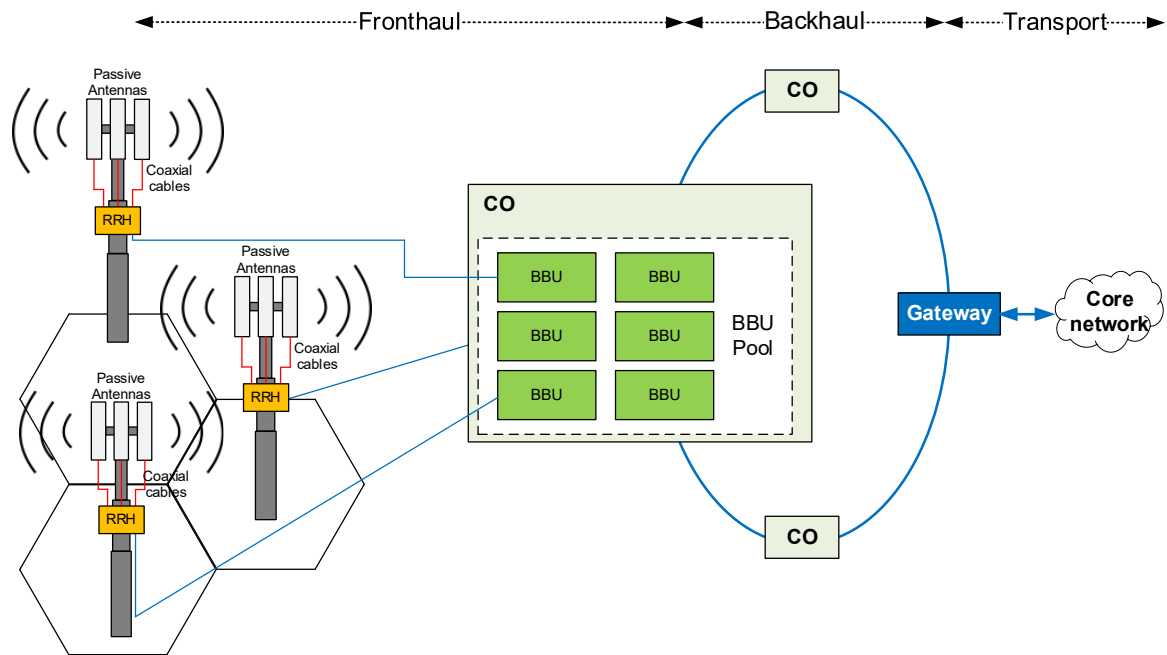 Fronthaul
Backhaul
Transport
Passive
Antennas
Coaxial
cables
RRH
Passive
Antennas
Coaxial
cables
RRH
Passive
Antennas
Coaxial
cables
RRH
CO
CO
BBU
BBU
BBU
BBU
BBU
BBU
BBU
Pool
Gateway
Core
network
CO